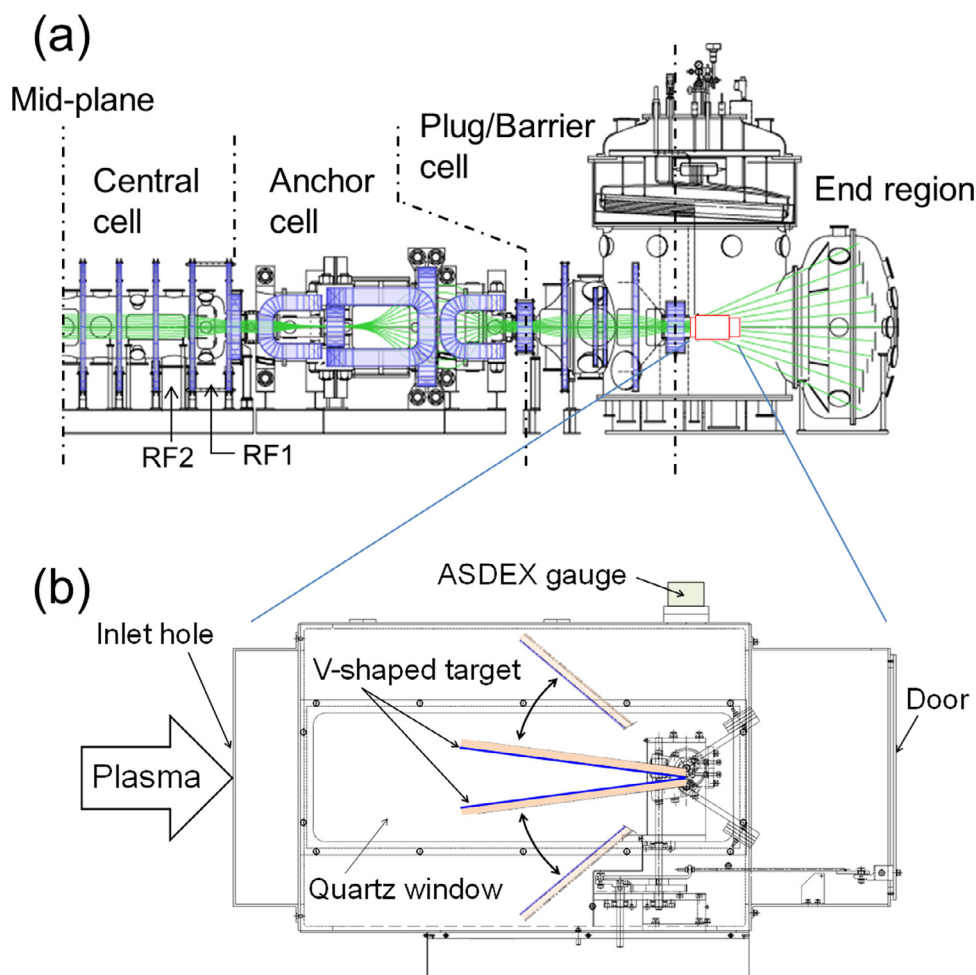 (a)
Mid-plane
Central
cell
Anchor
cell
Plug/Barrier
cell
End region
RF2
RF1
(b)
ASDEX gauge
Inlet hole
V-shaped target
Door
Plasma
Quartz window